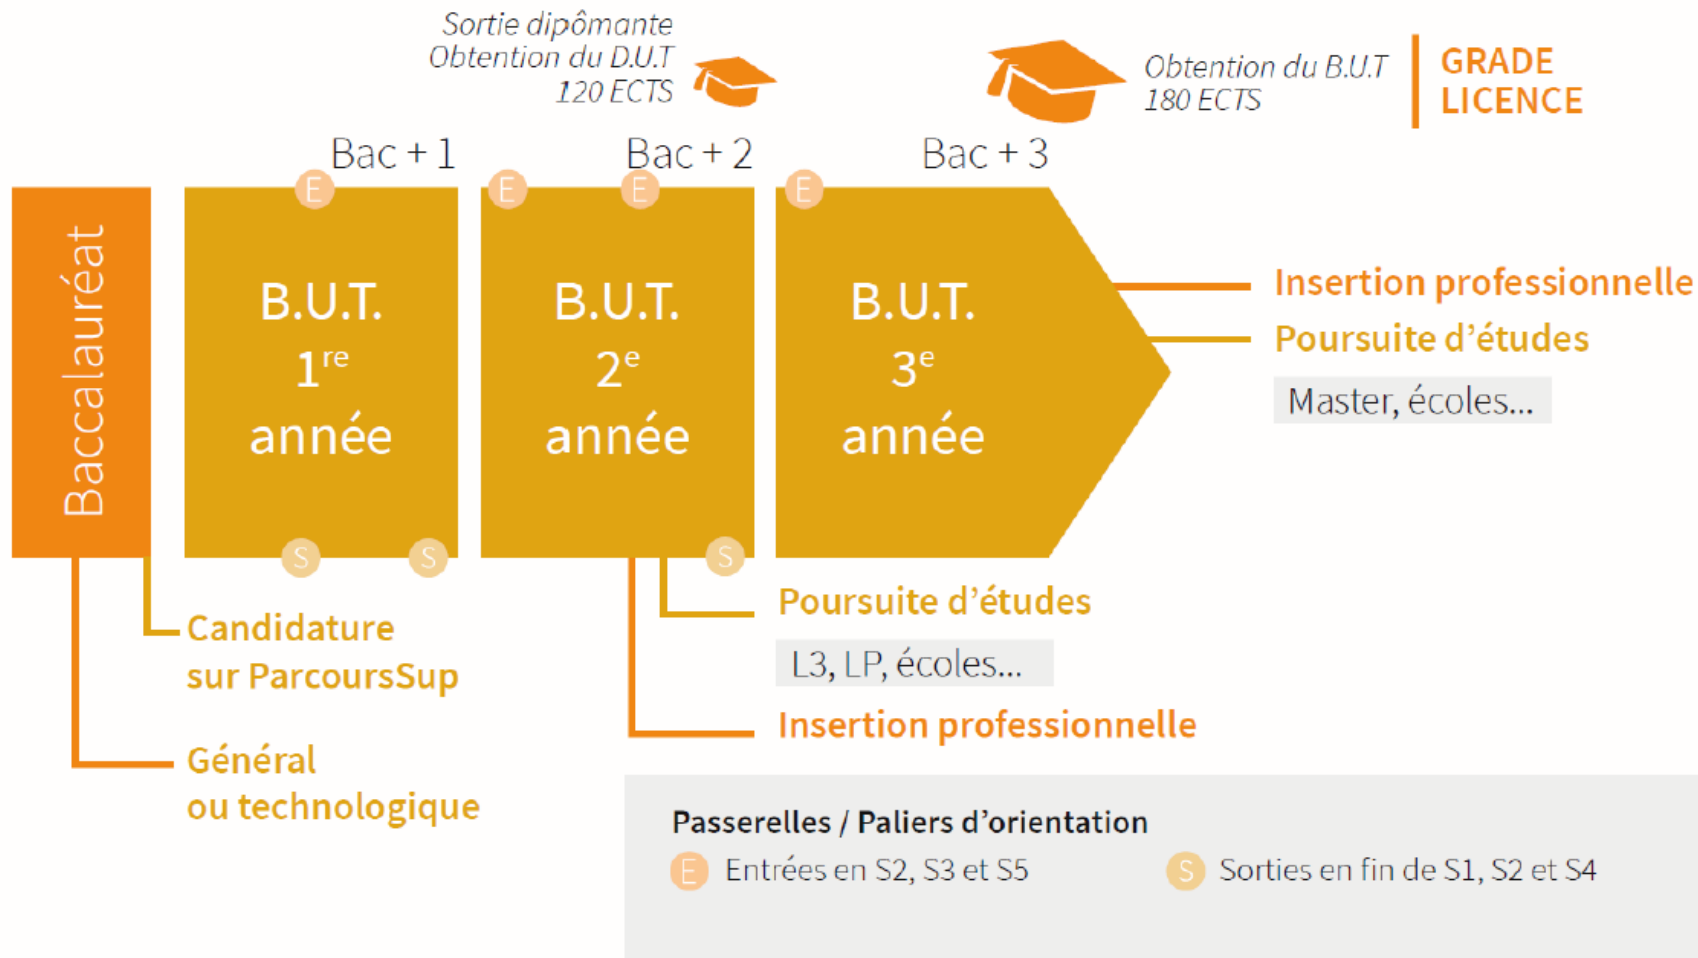 Sortie dipômante
Obtention du D.U.T
120 ECTS
Obtention du B.U.T
180 ECTS
GRADE
LICENCE
Bac + 1
Bac + 2
Bac + 3
E
E
E
E
Baccalauréat
B.U.T.
1re
année
B.U.T.
2e
année
B.U.T.
3e
année
Insertion professionnelle
Poursuite d'études
Master, écoles...
S
S
S
Candidature
sur ParcoursSup
Général
ou technologique
Poursuite d'études
L3, LP, écoles...
Insertion professionnelle
Passerelles / Paliers d'orientation
E Entrées en S2, S3 et S5
S Sorties en fin de S1, S2 et S4